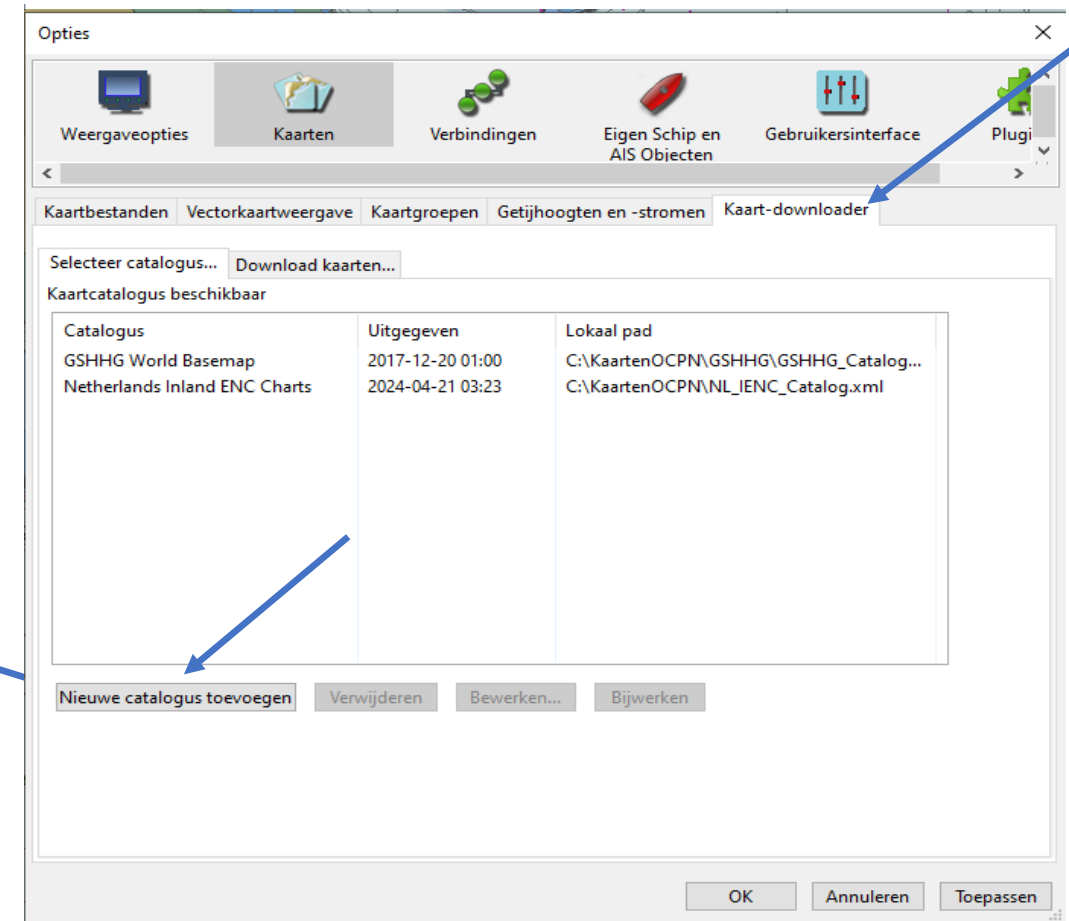 Opties
Weergaveopties
Kaarten
Verbindingen
Eigen Schip en
AIS Objecten
Gebruikersinterface
Plugi
Kaartbestanden
Vectorkaartweergave
Kaartgroepen
Getijhoogten en -stromen
Kaart-downloader
Selecteer catalogus...
Download kaarten...
Kaartcatalogus beschikbaar
Catalogus Uitgegeven Lokaal pad
GSHHG World Basemap 2017-12-20 01:00 C:\KaartenOCPN\GSHHG\GSHHG_Catalog...
Netherlands Inland ENC Charts 2024-04-21 03:23 C:\KaartenOCPN\NL_IENC_Catalog.xml
Nieuwe catalogus toevoegen
Verwijderen
Bewerken...
Bijwerken
OK
Annuleren
Toepassen